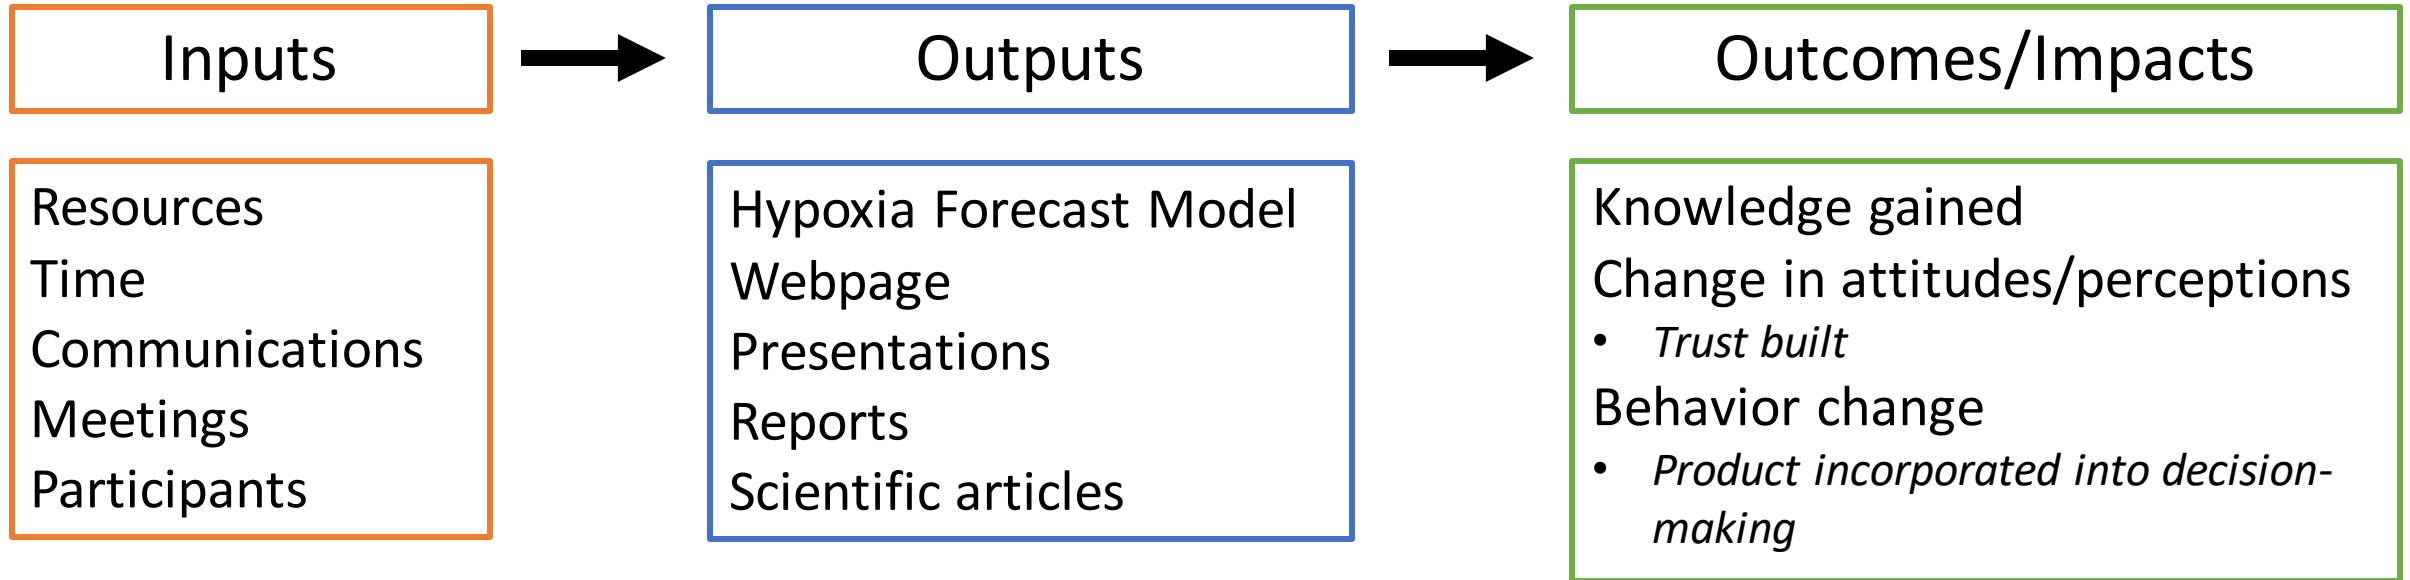 Inputs
Outputs
Outcomes/Impacts
Resources
Time
Communications
Meetings
Participants
Hypoxia Forecast Model
Webpage
Presentations
Reports
Scientific articles
Knowledge gained
Change in attitudes/perceptions
• Trust built
Behavior change
• Product incorporated into decision-
making